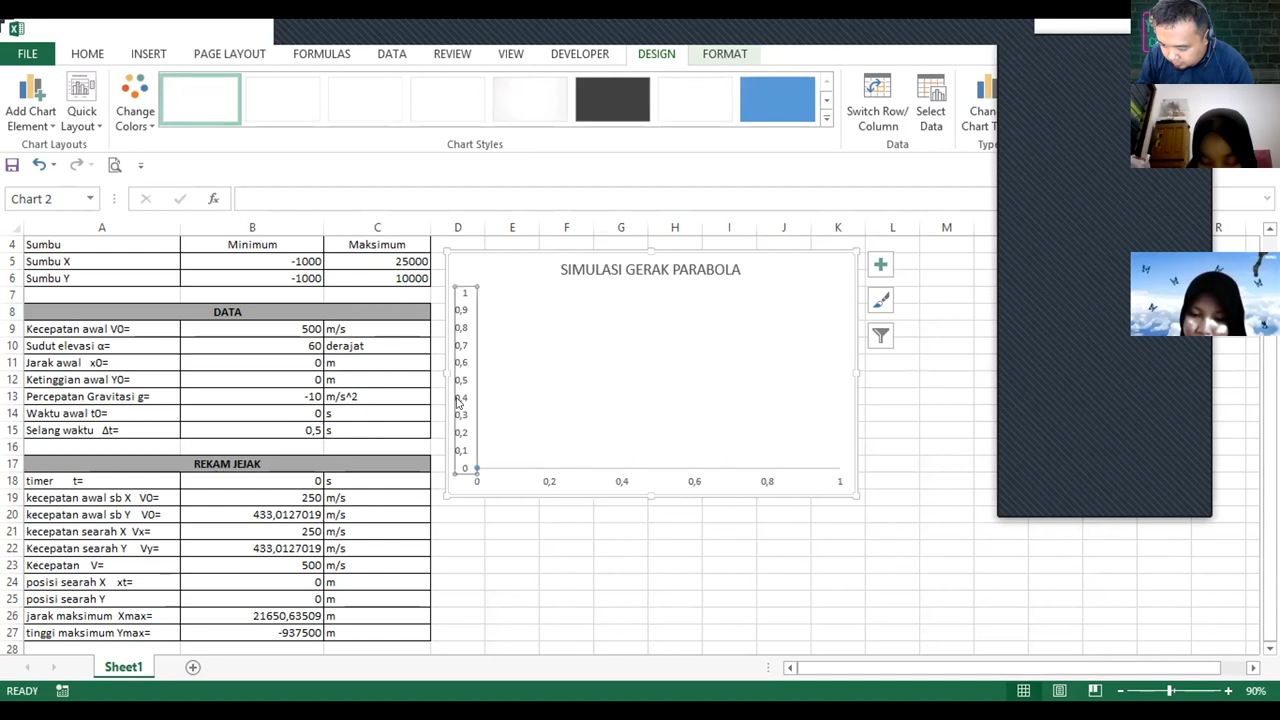 FILE HOME INSERT PAGE LAYOUT FORMULAS DATA REVIEW VIEW DEVELOPER DESIGN FORMAT
Add Chart Element Quick Layout Change Colors Switch Row/ Column Select Data
Chart Layouts Chart Styles Data
Chart 2 fx
A B C D E F G H I J K L M R
4 Sumbu Minimum Maksimum
5 Sumbu X -1000 25000
6 Sumbu Y -1000 10000
7
8 DATA
9 Kecepatan awal V0= 500 m/s
10 Sudut elevasi α= 60 derajat
11 Jarak awal x0= 0 m
12 Ketinggian awal Y0= 0 m
13 Percepatan Gravitasi g= -10 m/s^2
14 Waktu awal t0= 0 s
15 Selang waktu Δt= 0,5 s
16
17 REKAM JEJAK
18 timer t= 0 s
19 kecepatan awal sb X V0= 250 m/s
20 kecepatan awal sb Y V0= 433,0127019 m/s
21 kecepatan searah X Vx= 250 m/s
22 Kecepatan searah Y Vy= 433,0127019 m/s
23 Kecepatan V= 500 m/s
24 posisi searah X xt= 0 m
25 posisi searah Y 0 m
26 jarak maksimum Xmax= 21650,63509 m
27 tinggi maksimum Ymax= -937500 m
28
SIMULASI GERAK PARABOLA
1
0,9
0,8
0,7
0,6
0,5
0,4
0,3
0,2
0,1
0
0 0,2 0,4 0,6 0,8 1
Sheet1
READY 90%